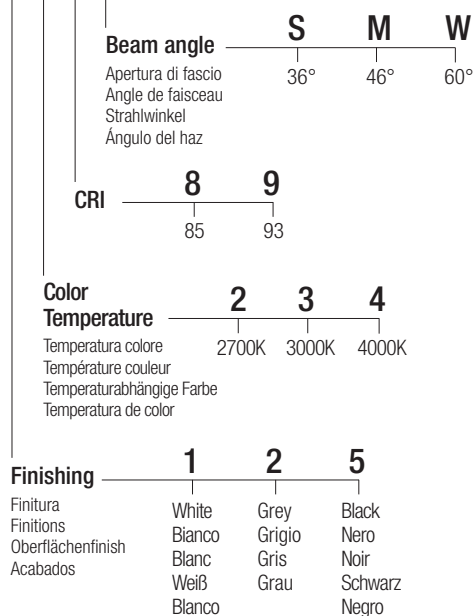 S M W
Beam angle
Apertura di fascio 36° 46° 60°
Angle de faisceau
Strahlwinkel
Ángulo del haz
8 9
CRI
85 93
Color
Temperature 2 3 4
Temperatura colore 2700K 3000K 4000K
Température couleur
Temperaturabhängige Farbe
Temperatura de color
1 2 5
Finishing
Finitura White Grey Black
Finitions Bianco Grigio Nero
Oberflächenfinish Blanc Gris Noir
Acabados Weiß Grau Schwarz
Blanco Negro